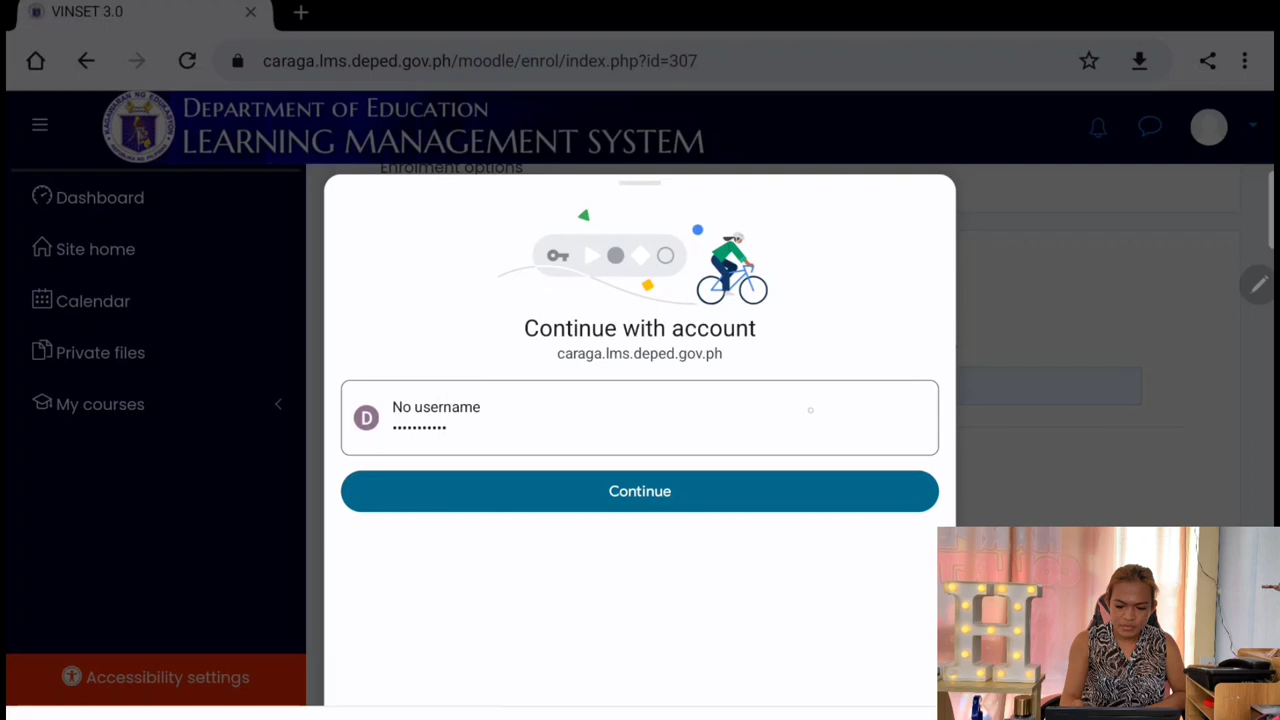 VINSET 3.0
caraga.lms.deped.gov.ph/moodle/enrol/index.php?id=307
DEPARTMENT OF EDUCATION
LEARNING MANAGEMENT SYSTEM
Enrolment options
Dashboard
Site home
Calendar
Private files
My courses
Accessibility settings
Continue with account
caraga.lms.deped.gov.ph
D
No username
•••••••••••
Continue
H